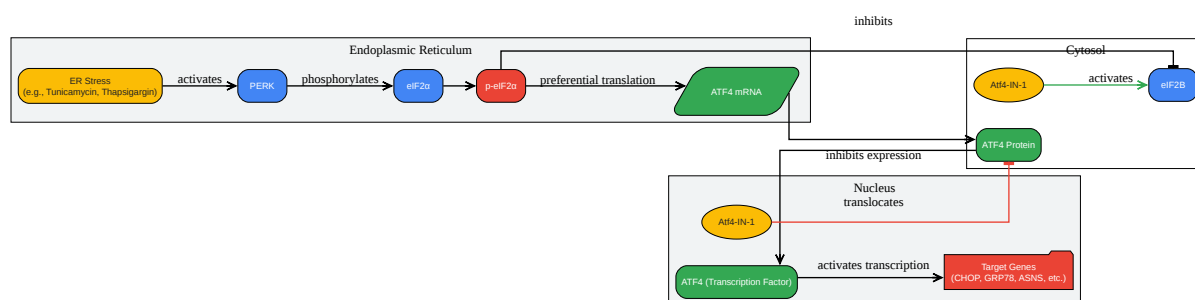 inhibits
Endoplasmic Reticulum
Cytosol
ER Stress
(e.g., Tunicamycin, Thapsigargin)
activates
PERK
phosphorylates
eIF2α
p-eIF2α
preferential translation
ATF4 mRNA
Atf4-IN-1
activates
eIF2B
ATF4 Protein
inhibits expression
Nucleus
translocates
Atf4-IN-1
ATF4 (Transcription Factor)
activates transcription
Target Genes
(CHOP, GRP78, ASNS, etc.)